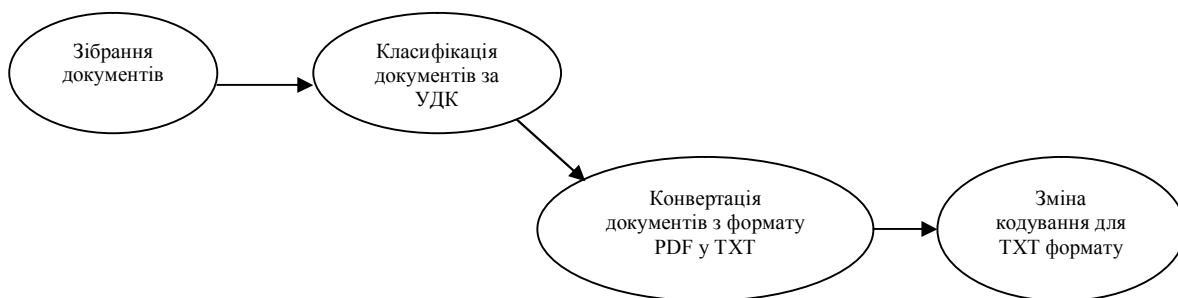 Зібрання
документів
Класифікація
документів за
УДК
Конвертація
документів з формату
PDF у TXT
Зміна
кодування для
TXT формату